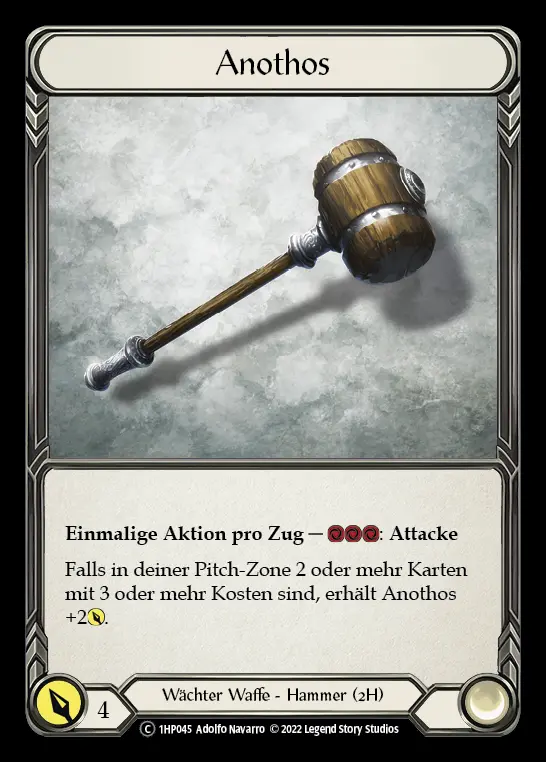 Anothos
Einmalige Aktion pro Zug — : Attacke
Falls in deiner Pitch-Zone 2 oder mehr Karten
mit 3 oder mehr Kosten sind, erhält Anothos
+2.
4
Wächter Waffe - Hammer (2H)
C 1HP045 Adolfo Navarro © 2022 Legend Story Studios